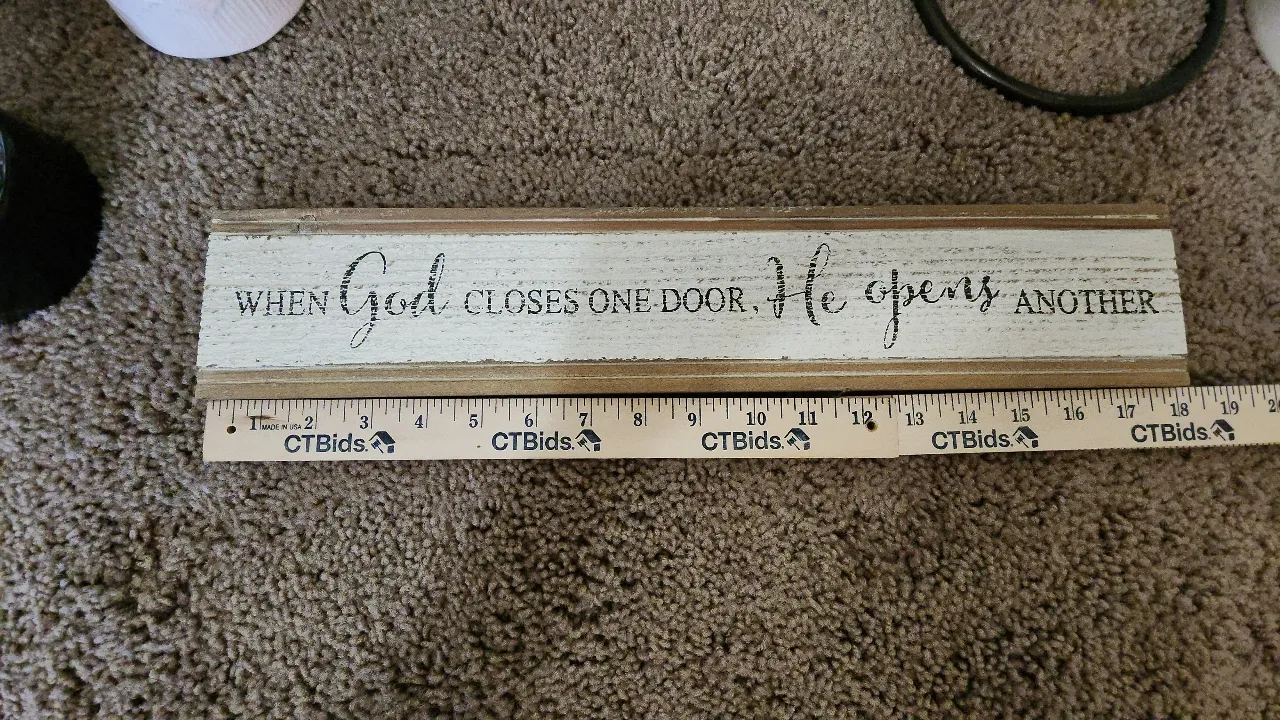 WHEN God CLOSES ONE DOOR, He opens ANOTHER
1 MADE IN USA 2 3 4 5 6 7 8 9 10 11 12 13 14 15 16 17 18 19 2
CTBids. CTBids. CTBids. CTBids. CTBids.